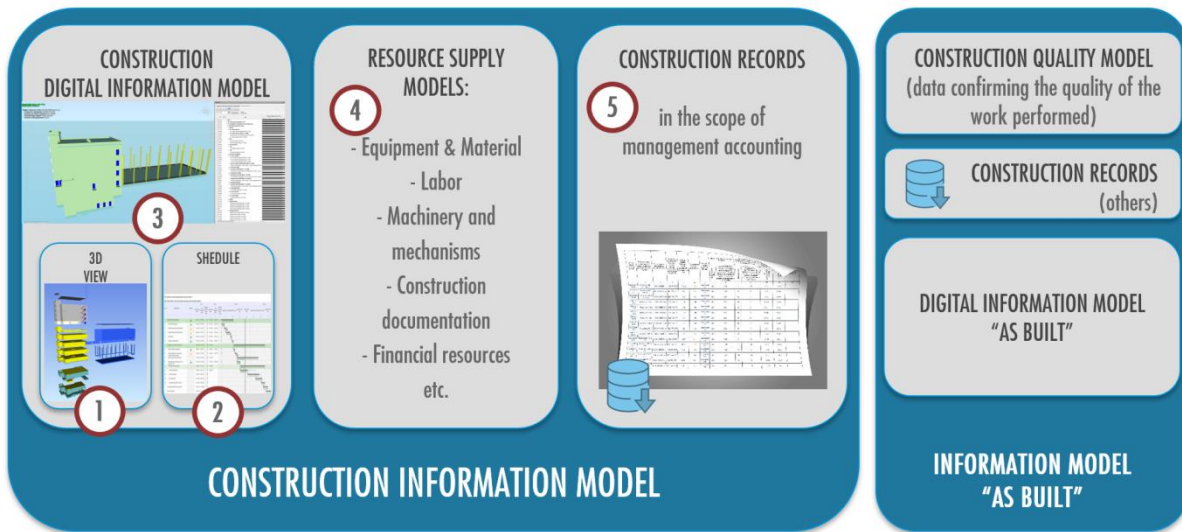 CONSTRUCTION
DIGITAL INFORMATION MODEL
3
3D
VIEW
1
SHEDULE
2
RESOURCE SUPPLY
MODELS:
4
- Equipment & Material
- Labor
- Machinery and
mechanisms
- Construction
documentation
- Financial resources
etc.
CONSTRUCTION RECORDS
5
in the scope of
management accounting
CONSTRUCTION INFORMATION MODEL
CONSTRUCTION QUALITY MODEL
(data confirming the quality of the
work performed)
CONSTRUCTION RECORDS
(others)
DIGITAL INFORMATION MODEL
“AS BUILT”
INFORMATION MODEL
“AS BUILT”